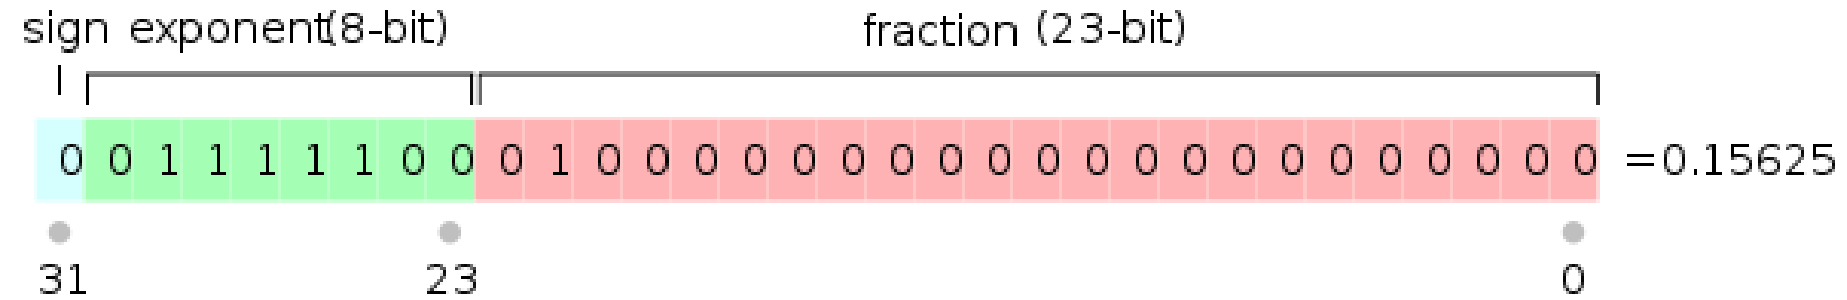 sign exponent(8-bit) fraction (23-bit)
0 0 1 1 1 1 1 0 0 0 1 0 0 0 0 0 0 0 0 0 0 0 0 0 0 0 0 0 0 0 0 0 =0.15625
31 23 0